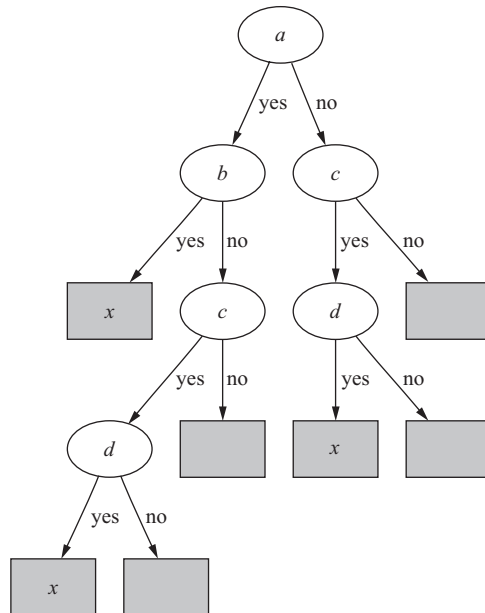 a
yes no
b c
yes no yes no
x c d
yes no yes no
d x
yes no
x